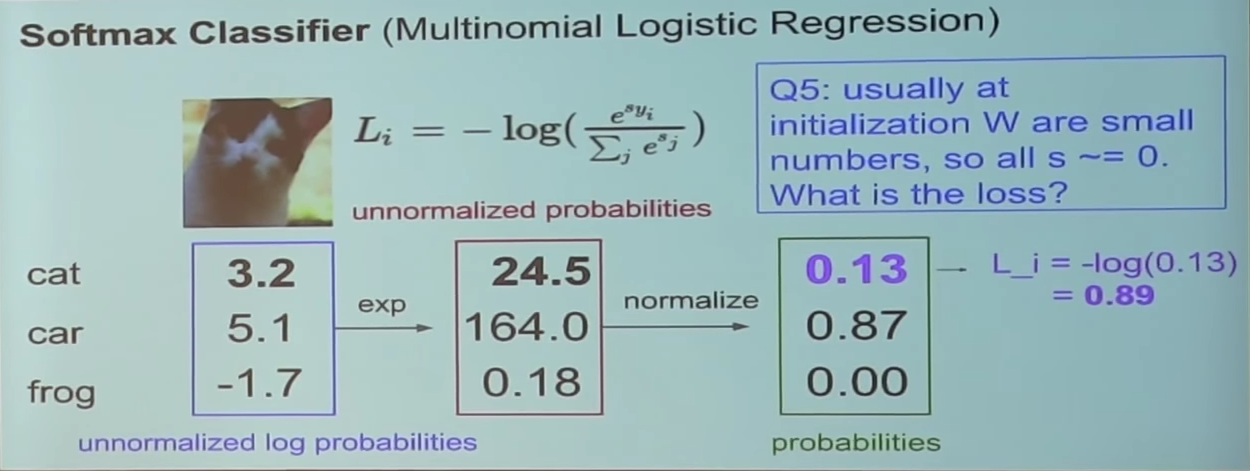 Softmax Classifier (Multinomial Logistic Regression)
L_i = − log( e^{s_{y_i}} / ∑_j e^{s_j} )
Q5: usually at
initialization W are small
numbers, so all s ~= 0.
What is the loss?
unnormalized probabilities
cat 3.2 24.5 0.13 L_i = -log(0.13)
= 0.89
exp normalize
car 5.1 164.0 0.87
frog -1.7 0.18 0.00
unnormalized log probabilities probabilities